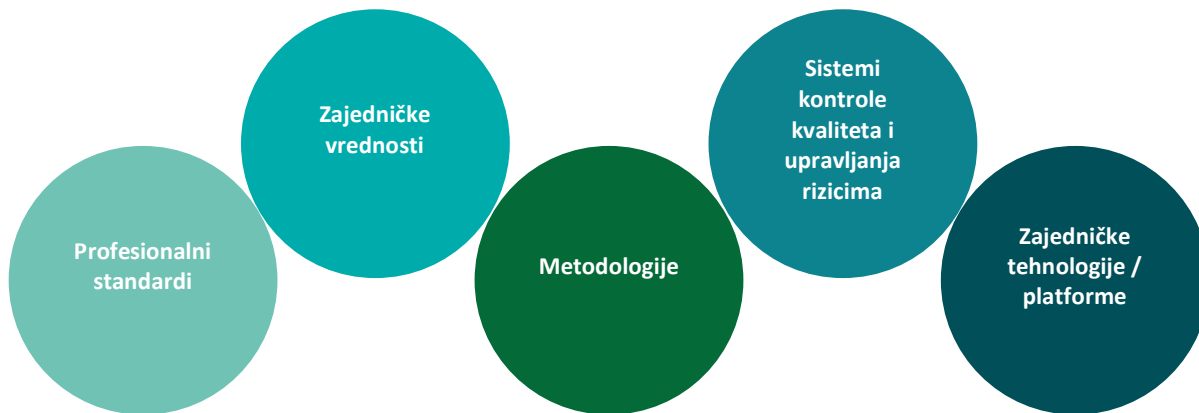 Profesionalni
standardi
Zajedničke
vrednosti
Metodologije
Sistemi
kontrole
kvaliteta i
upravljanja
rizicima
Zajedničke
tehnologije /
platforme